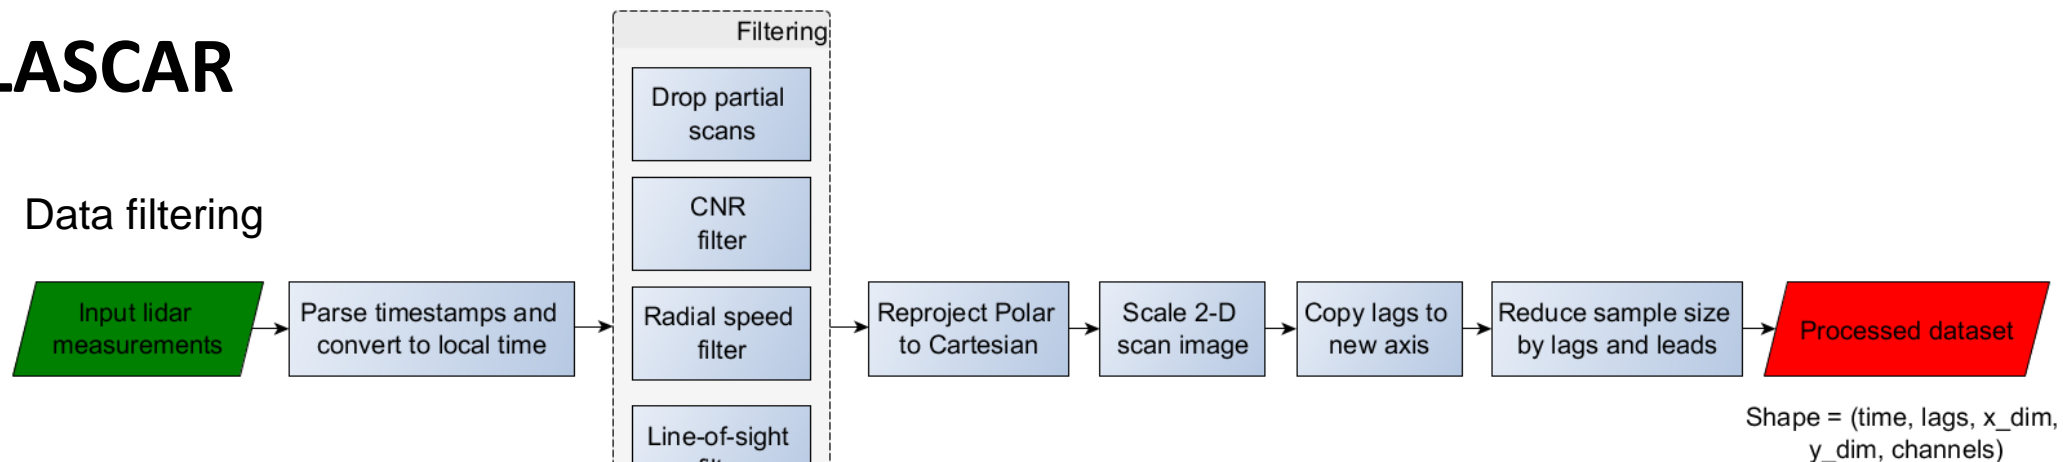 LASCAR
Data filtering
Input lidar
measurements
Parse timestamps and
convert to local time
Filtering
Drop partial
scans
CNR
filter
Radial speed
filter
Line-of-sight
Reproject Polar
to Cartesian
Scale 2-D
scan image
Copy lags to
new axis
Reduce sample size
by lags and leads
Processed dataset
Shape = (time, lags, x_dim,
y_dim, channels)